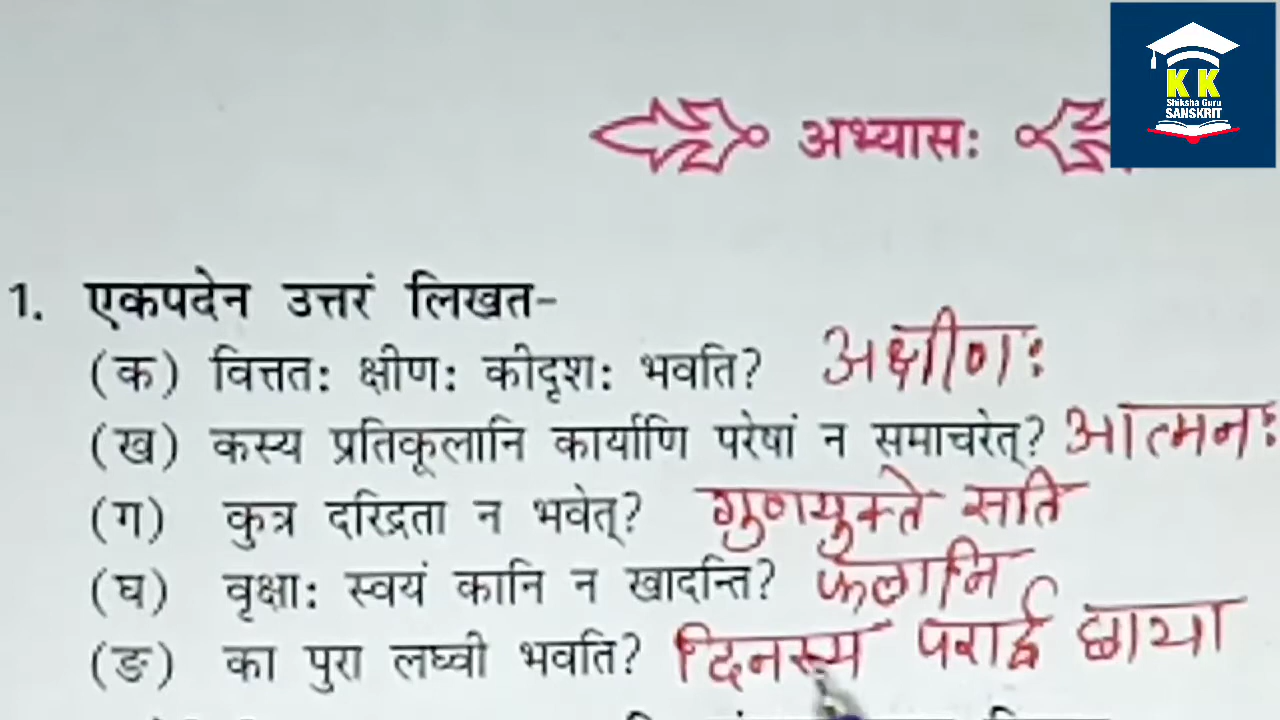 K K
Shiksha Guru
SANSKRIT
अभ्यासः
1. एकपदेन उत्तरं लिखत-
(क) वित्ततः क्षीणः कीदृशः भवति? अक्षीणः
(ख) कस्य प्रतिकूलानि कार्याणि परेषां न समाचरेत्? आत्मनः
(ग) कुत्र दरिद्रता न भवेत्? गुणयुक्ते सति
(घ) वृक्षाः स्वयं कानि न खादन्ति? फलानि
(ङ) का पुरा लघ्वी भवति? दिनस्य परार्द्ध छाया